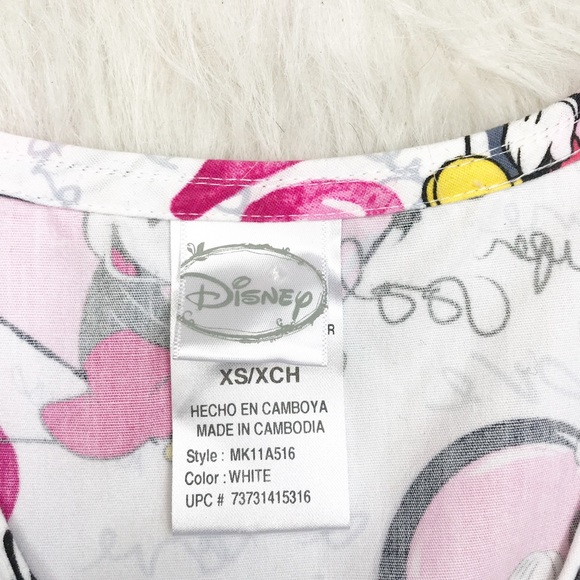 Disney
R
XS/XCH
HECHO EN CAMBOYA
MADE IN CAMBODIA
Style : MK11A516
Color : WHITE
UPC # 73731415316